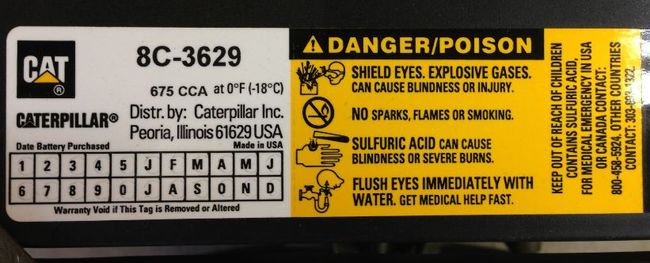 CAT
®
8C-3629
675 CCA at 0°F (-18°C)
CATERPILLAR®
Distr. by: Caterpillar Inc.
Peoria, Illinois 61629 USA
Date Battery Purchased
Made in USA
1 2 3 4 5 J F M A M J
6 7 8 9 0 J A S O N D
Warranty Void if This Tag is Removed or Altered
DANGER/POISON
SHIELD EYES. EXPLOSIVE GASES.
CAN CAUSE BLINDNESS OR INJURY.
NO SPARKS, FLAMES OR SMOKING.
SULFURIC ACID CAN CAUSE
BLINDNESS OR SEVERE BURNS.
FLUSH EYES IMMEDIATELY WITH
WATER. GET MEDICAL HELP FAST.
KEEP OUT OF REACH OF CHILDREN
CONTAINS SULFURIC ACID,
FOR MEDICAL EMERGENCY IN USA
OR CANADA CONTACT:
800-458-5924. OTHER COUNTRIES
CONTACT: